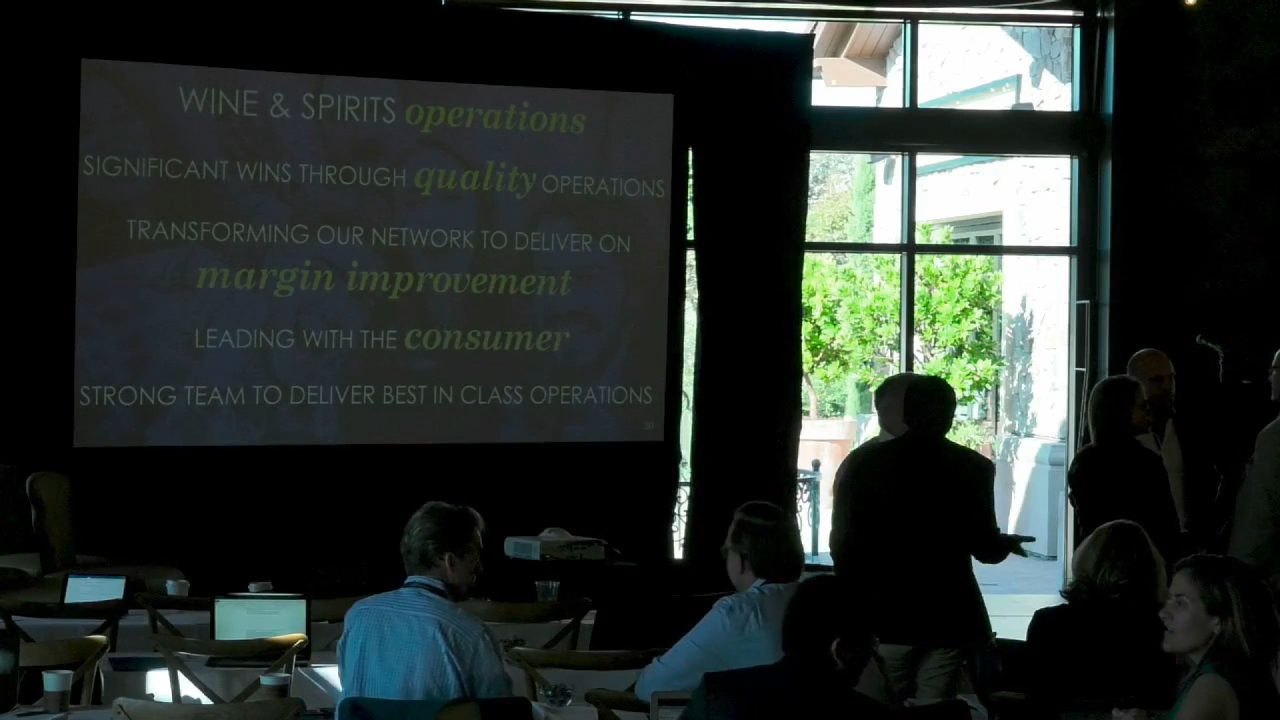 WINE & SPIRITS operations
SIGNIFICANT WINS THROUGH quality OPERATIONS
TRANSFORMING OUR NETWORK TO DELIVER ON
margin improvement
LEADING WITH THE consumer
STRONG TEAM TO DELIVER BEST IN CLASS OPERATIONS